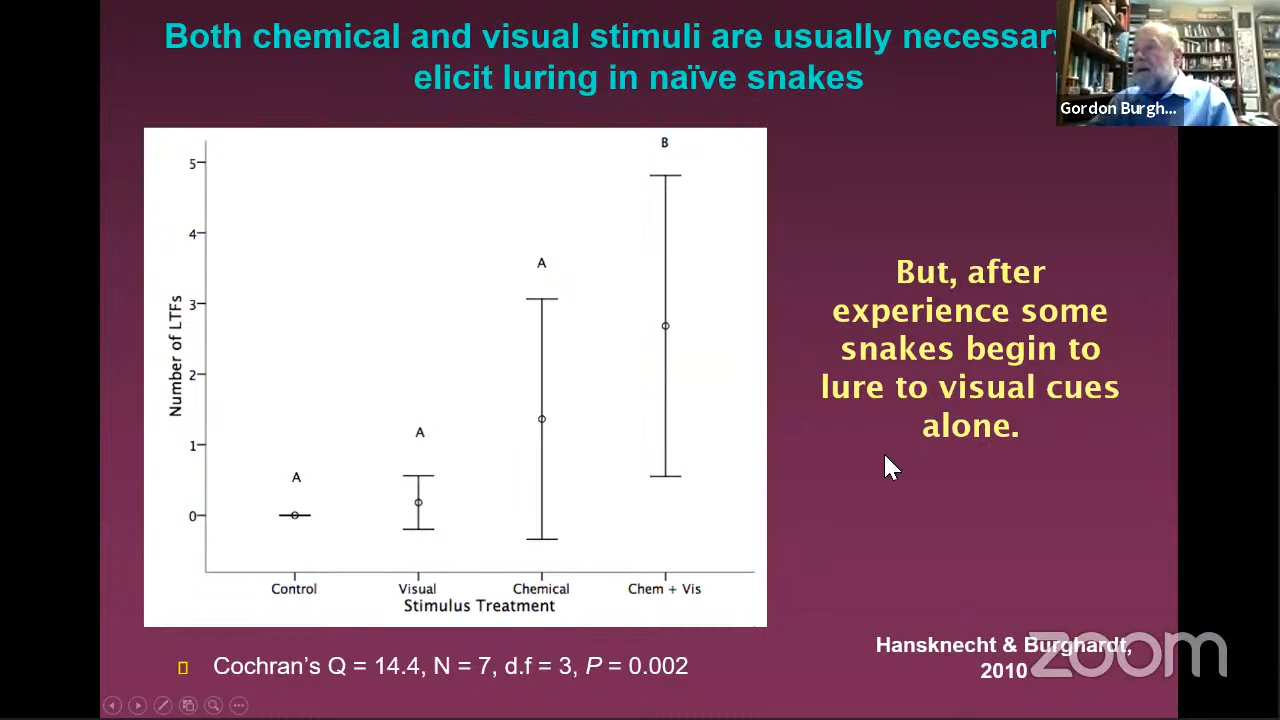 Both chemical and visual stimuli are usually necessary
elicit luring in naïve snakes
Gordon Burgh...
B
5
4
A
But, after
experience some
snakes begin to
lure to visual cues
alone.
3
Number of LTFs
2
A
1
A
0
Control Visual Chemical Chem + Vis
Stimulus Treatment
Hansknecht & Burghardt,
2010
zoom
Cochran's Q = 14.4, N = 7, d.f = 3, P = 0.002